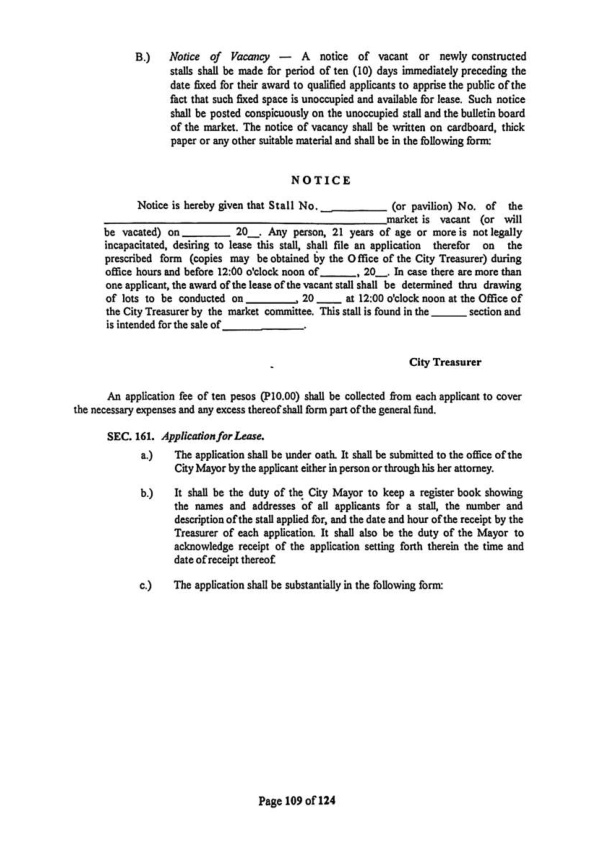 B.) Notice of Vacancy — A notice of vacant or newly constructed
stalls shall be made for period of ten (10) days immediately preceding the
date fixed for their award to qualified applicants to apprise the public of the
fact that such fixed space is unoccupied and available for lease. Such notice
shall be posted conspicuously on the unoccupied stall and the bulletin board
of the market. The notice of vacancy shall be written on cardboard, thick
paper or any other suitable material and shall be in the following form:
NOTICE
Notice is hereby given that Stall No. __________ (or pavilion) No. of the
__________________________________________market is vacant (or will
be vacated) on ________ 20__. Any person, 21 years of age or more is not legally
incapacitated, desiring to lease this stall, shall file an application therefor on the
prescribed form (copies may be obtained by the Office of the City Treasurer) during
office hours and before 12:00 o'clock noon of ______, 20__. In case there are more than
one applicant, the award of the lease of the vacant stall shall be determined thru drawing
of lots to be conducted on ________, 20 ____ at 12:00 o'clock noon at the Office of
the City Treasurer by the market committee. This stall is found in the ______ section and
is intended for the sale of ______________.
City Treasurer
An application fee of ten pesos (P10.00) shall be collected from each applicant to cover
the necessary expenses and any excess thereof shall form part of the general fund.
SEC. 161. Application for Lease.
a.) The application shall be under oath. It shall be submitted to the office of the
City Mayor by the applicant either in person or through his her attorney.
b.) It shall be the duty of the City Mayor to keep a register book showing
the names and addresses of all applicants for a stall, the number and
description of the stall applied for, and the date and hour of the receipt by the
Treasurer of each application. It shall also be the duty of the Mayor to
acknowledge receipt of the application setting forth therein the time and
date of receipt thereof.
c.) The application shall be substantially in the following form:
Page 109 of 124